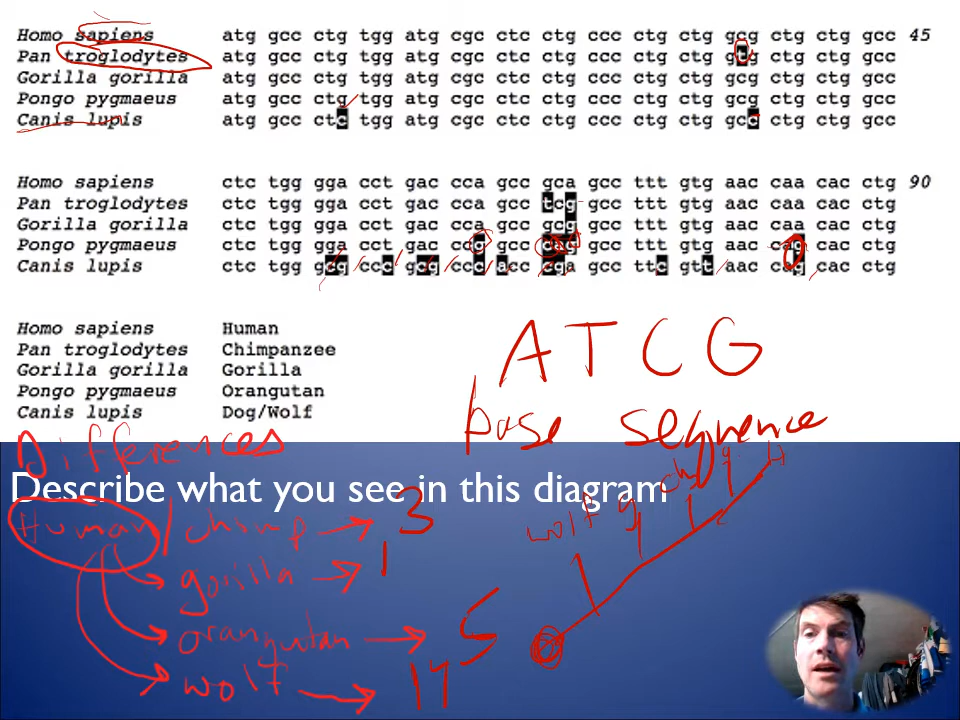 Homo sapiens atg gcc ctg tgg atg cgc ctc ctg ccc ctg ctg gcg ctg ctg gcc 45
Pan troglodytes atg gcc ctg tgg atg cgc ctc ctg ccc ctg ctg gtg ctg ctg gcc
Gorilla gorilla atg gcc ctg tgg atg cgc ctc ctg ccc ctg ctg gcg ctg ctg gcc
Pongo pygmaeus atg gcc ctg tgg atg cgc ctc ctg ccc ctg ctg gcg ctg ctg gcc
Canis lupis atg gcc ctc tgg atg cgc ctc ctg ccc ctg ctg gcc ctg ctg gcc
Homo sapiens ctc tgg gga cct gac cca gcc gca gcc ttt gtg aac caa cac ctg 90
Pan troglodytes ctc tgg gga cct gac cca gcc tcg gcc ttt gtg aac caa cac ctg
Gorilla gorilla ctc tgg gga cct gac cca gcc gcg gcc ttt gtg aac caa cac ctg
Pongo pygmaeus ctc tgg gga cct gac ccg gcc cag gcc ttt gtg aac cag cac ctg
Canis lupis ctc tgg gcg ccc gcg ccc acc cga gcc ttc gtt aac cag cac ctg
Homo sapiens Human
Pan troglodytes Chimpanzee
Gorilla gorilla Gorilla
Pongo pygmaeus Orangutan
Canis lupis Dog/Wolf
A T C G
base sequence
Differences
Describe what you see in this diagram
Human/chimp → 3
gorilla → 1
orangutan → 5
wolf → 14
wolf g ch g H